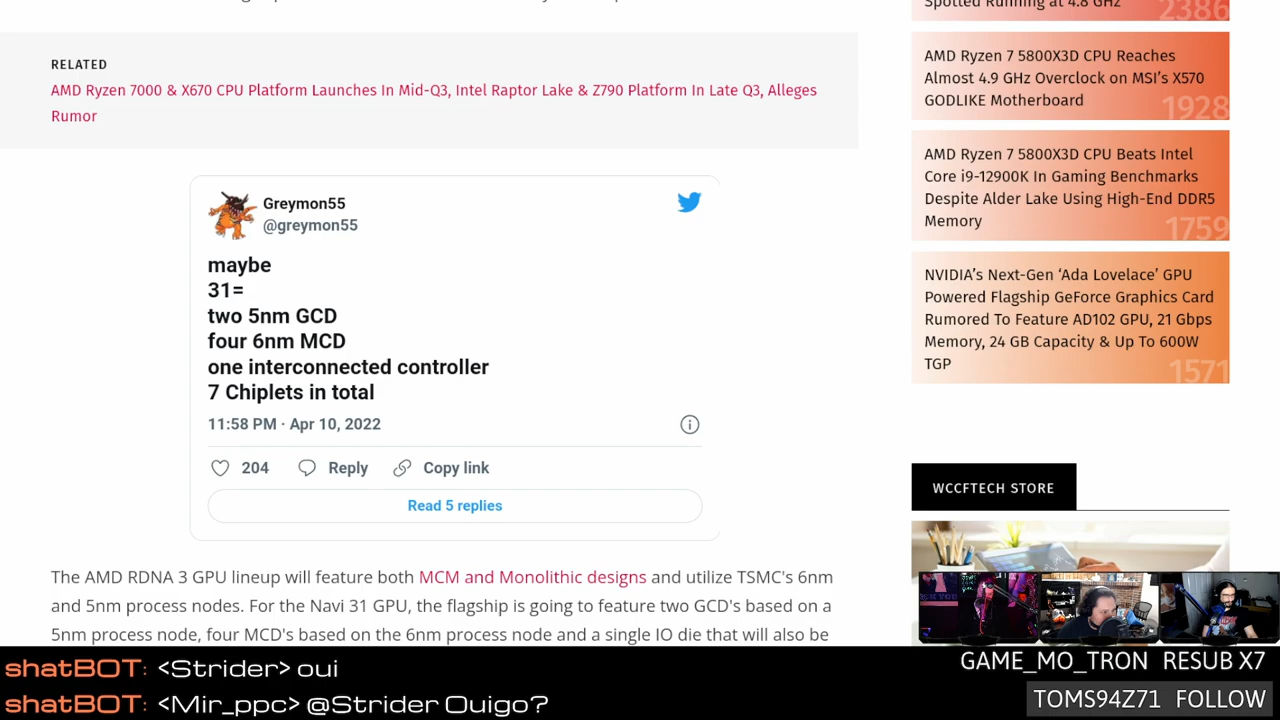 Spotted Running at 4.8 GHz
2386
RELATED
AMD Ryzen 7000 & X670 CPU Platform Launches In Mid-Q3, Intel Raptor Lake & Z790 Platform In Late Q3, Alleges
Rumor
AMD Ryzen 7 5800X3D CPU Reaches
Almost 4.9 GHz Overclock on MSI's X570
GODLIKE Motherboard
1928
AMD Ryzen 7 5800X3D CPU Beats Intel
Core i9-12900K In Gaming Benchmarks
Despite Alder Lake Using High-End DDR5
Memory
1759
NVIDIA's Next-Gen ‘Ada Lovelace’ GPU
Powered Flagship GeForce Graphics Card
Rumored To Feature AD102 GPU, 21 Gbps
Memory, 24 GB Capacity & Up To 600W
TGP
1571
Greymon55
@greymon55
maybe
31=
two 5nm GCD
four 6nm MCD
one interconnected controller
7 Chiplets in total
11:58 PM · Apr 10, 2022
204
Reply
Copy link
Read 5 replies
WCCFTECH STORE
The AMD RDNA 3 GPU lineup will feature both MCM and Monolithic designs and utilize TSMC's 6nm
and 5nm process nodes. For the Navi 31 GPU, the flagship is going to feature two GCD's based on a
5nm process node, four MCD's based on the 6nm process node and a single IO die that will also be
shatBOT: <Strider> oui
shatBOT: <Mir_ppc> @Strider Ouigo?
GAME_MO_TRON RESUB X7
TOMS94Z71 FOLLOW